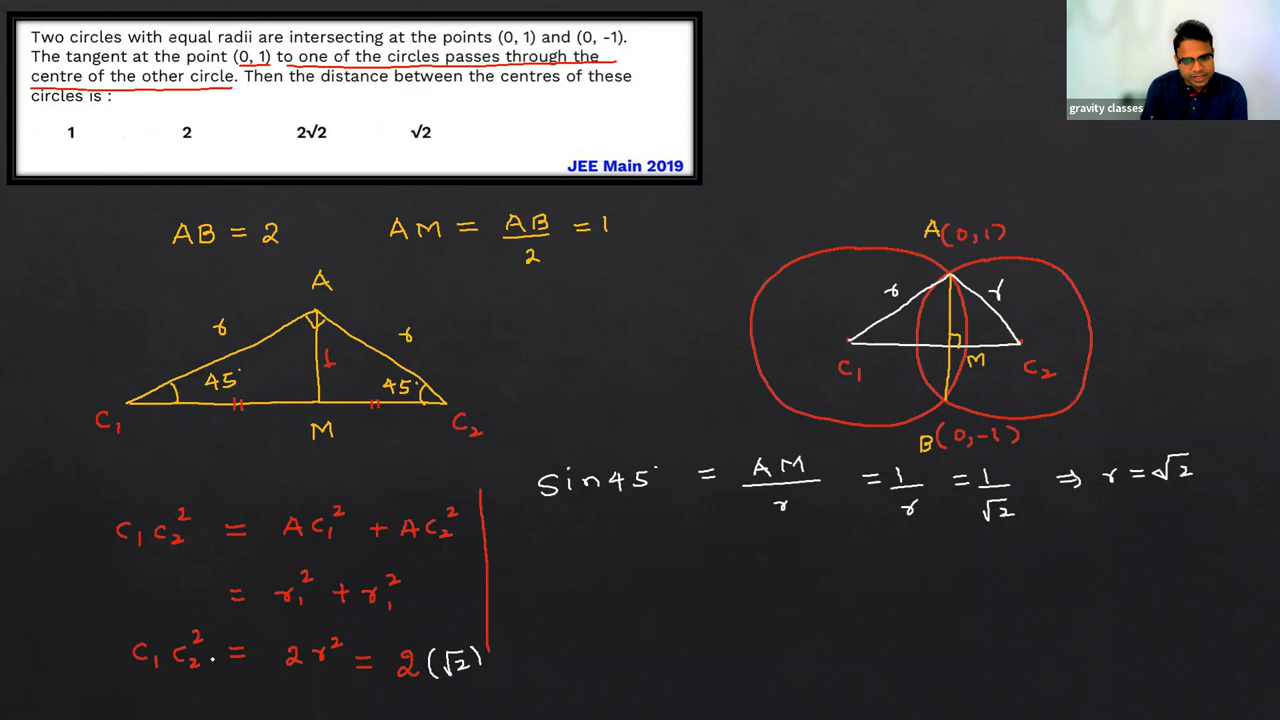 Two circles with equal radii are intersecting at the points (0, 1) and (0, -1).
The tangent at the point (0, 1) to one of the circles passes through the
centre of the other circle. Then the distance between the centres of these
circles is :
1 2 2√2 √2
JEE Main 2019
gravity classes
AB = 2 AM = AB/2 = 1
A
r r
1
45° 45°
C₁ M C₂
A(0,1)
r r
C₁ M C₂
B(0,-1)
Sin45° = AM/r = 1/r = 1/√2 ⇒ r = √2
C₁C₂² = AC₁² + AC₂²
= r₁² + r₁²
C₁C₂² = 2r² = 2(√2)